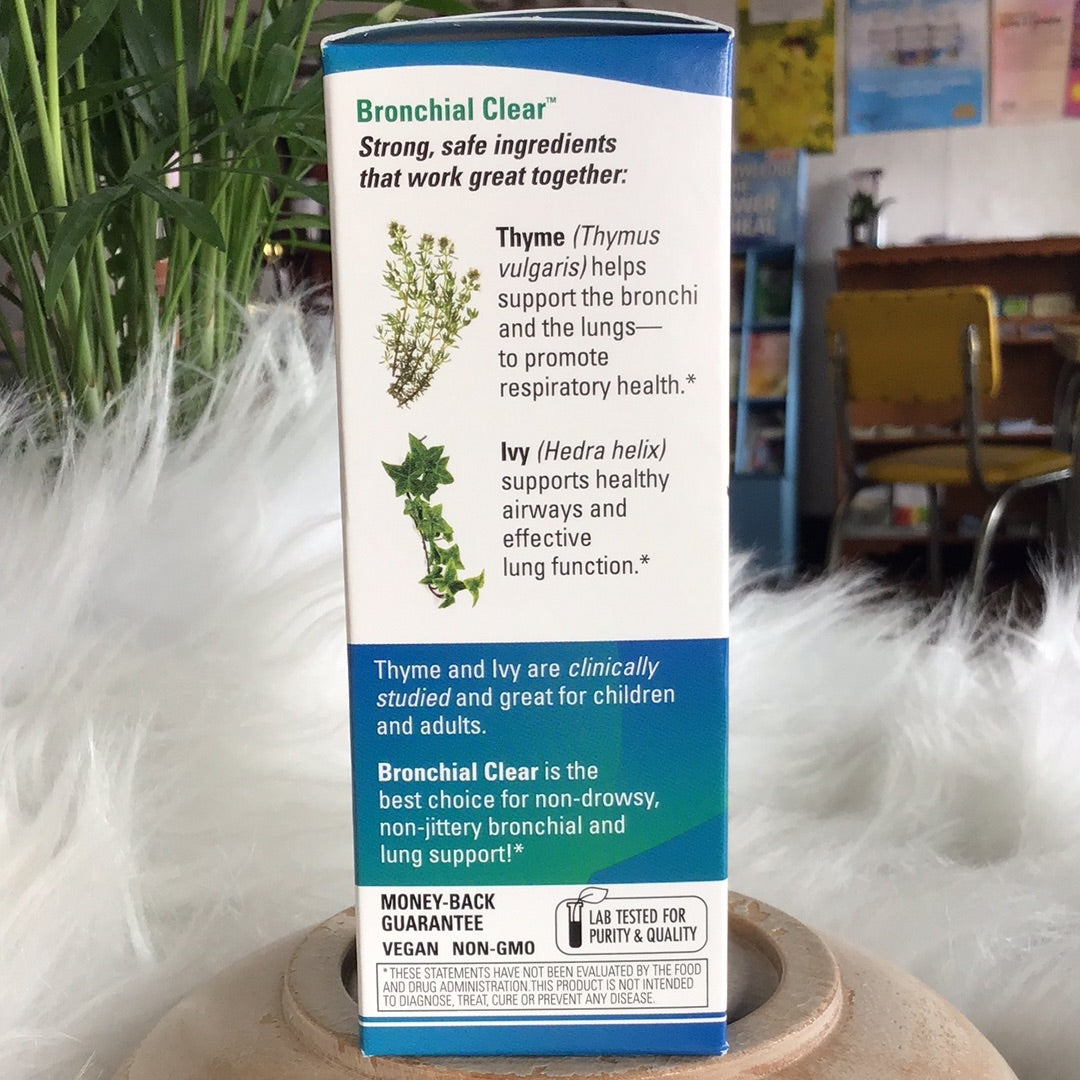 Bronchial Clear™
Strong, safe ingredients
that work great together:
Thyme (Thymus
vulgaris) helps
support the bronchi
and the lungs—
to promote
respiratory health.*
Ivy (Hedra helix)
supports healthy
airways and
effective
lung function.*
Thyme and Ivy are clinically
studied and great for children
and adults.
Bronchial Clear is the
best choice for non-drowsy,
non-jittery bronchial and
lung support!*
MONEY-BACK
GUARANTEE
VEGAN NON-GMO
LAB TESTED FOR
PURITY & QUALITY
*THESE STATEMENTS HAVE NOT BEEN EVALUATED BY THE FOOD
AND DRUG ADMINISTRATION.THIS PRODUCT IS NOT INTENDED
TO DIAGNOSE, TREAT, CURE OR PREVENT ANY DISEASE.